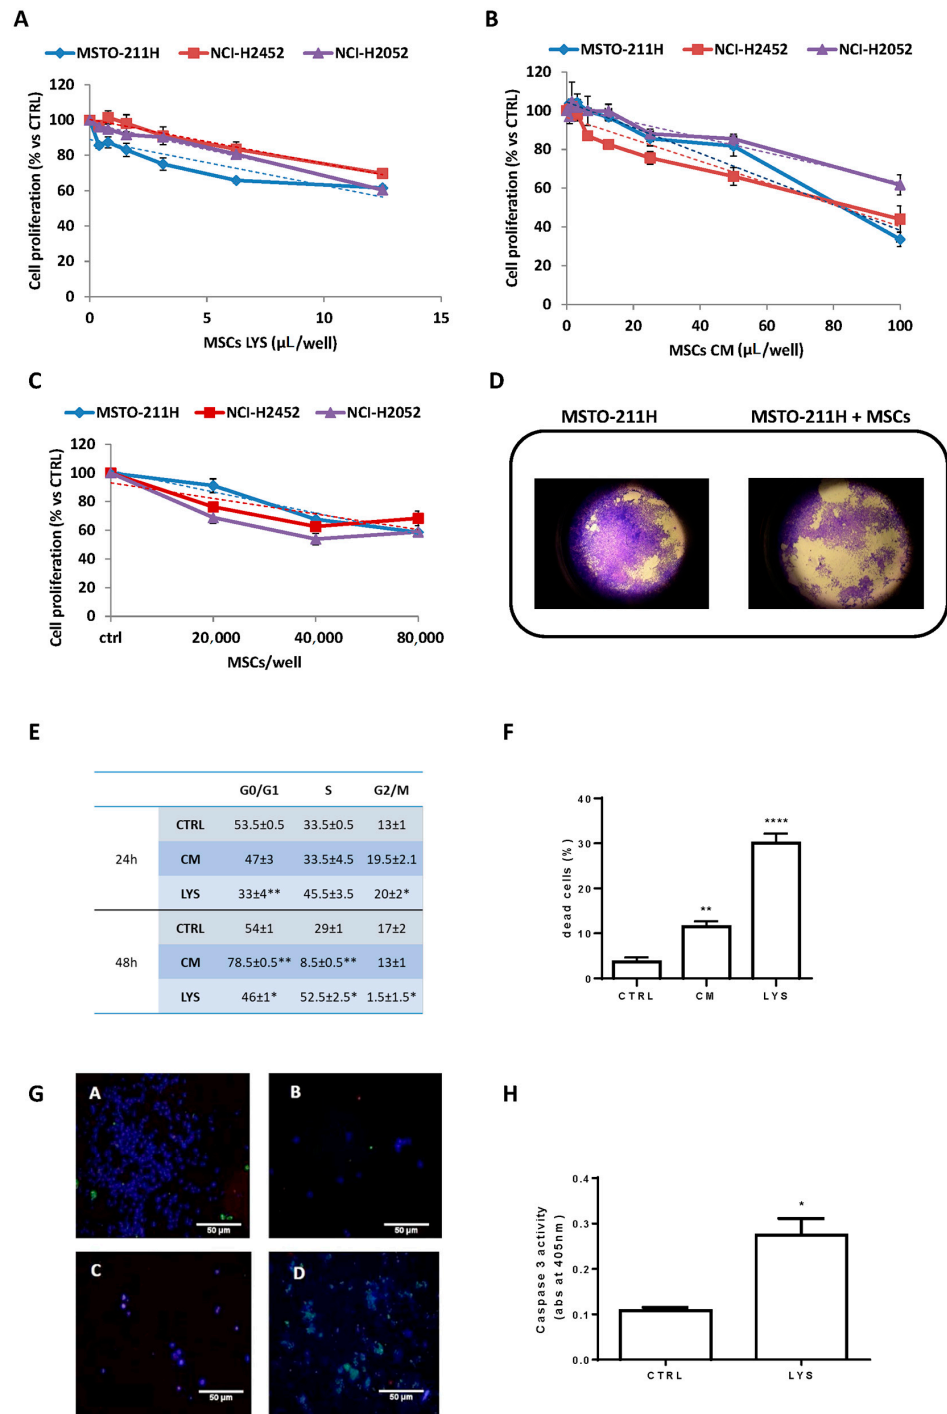 A
MSTO-211H NCI-H2452 NCI-H2052
Cell proliferation (% vs CTRL)
120
100
80
60
40
20
0
0 5 10 15
MSCs LYS (µL/well)
B
MSTO-211H NCI-H2452 NCI-H2052
Cell proliferation (% vs CTRL)
120
100
80
60
40
20
0
0 20 40 60 80 100
MSCs CM (µL/well)
C
MSTO-211H NCI-H2452 NCI-H2052
Cell proliferation (% vs CTRL)
120
100
80
60
40
20
0
ctrl 20,000 40,000 80,000
MSCs/well
D
MSTO-211H MSTO-211H + MSCs
E
G0/G1 S G2/M
24h
CTRL 53.5±0.5 33.5±0.5 13±1
CM 47±3 33.5±4.5 19.5±2.1
LYS 33±4** 45.5±3.5 20±2*
48h
CTRL 54±1 29±1 17±2
CM 78.5±0.5** 8.5±0.5** 13±1
LYS 46±1* 52.5±2.5* 1.5±1.5*
F
dead cells (%)
40
30
20
10
0
** ****
CTRL CM LYS
G
A
50 µm
B
50 µm
C
50 µm
D
50 µm
H
Caspase 3 activity
(abs at 405nm)
0.4
0.3
0.2
0.1
0.0
*
CTRL LYS